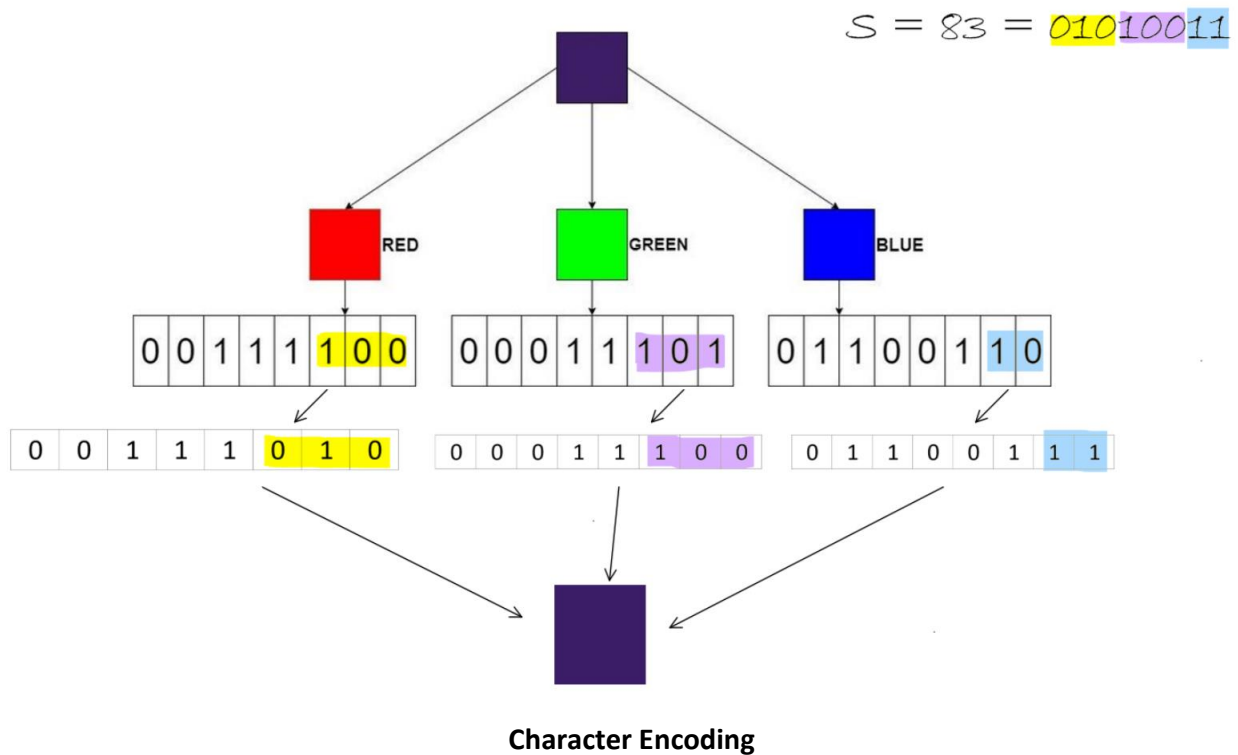 S = 83 = 01010011
RED
GREEN
BLUE
0 0 1 1 1 1 0 0
0 0 0 1 1 1 0 1
0 1 1 0 0 1 1 0
0 0 1 1 1 0 1 0
0 0 0 1 1 1 0 0
0 1 1 0 0 1 1 1
Character Encoding